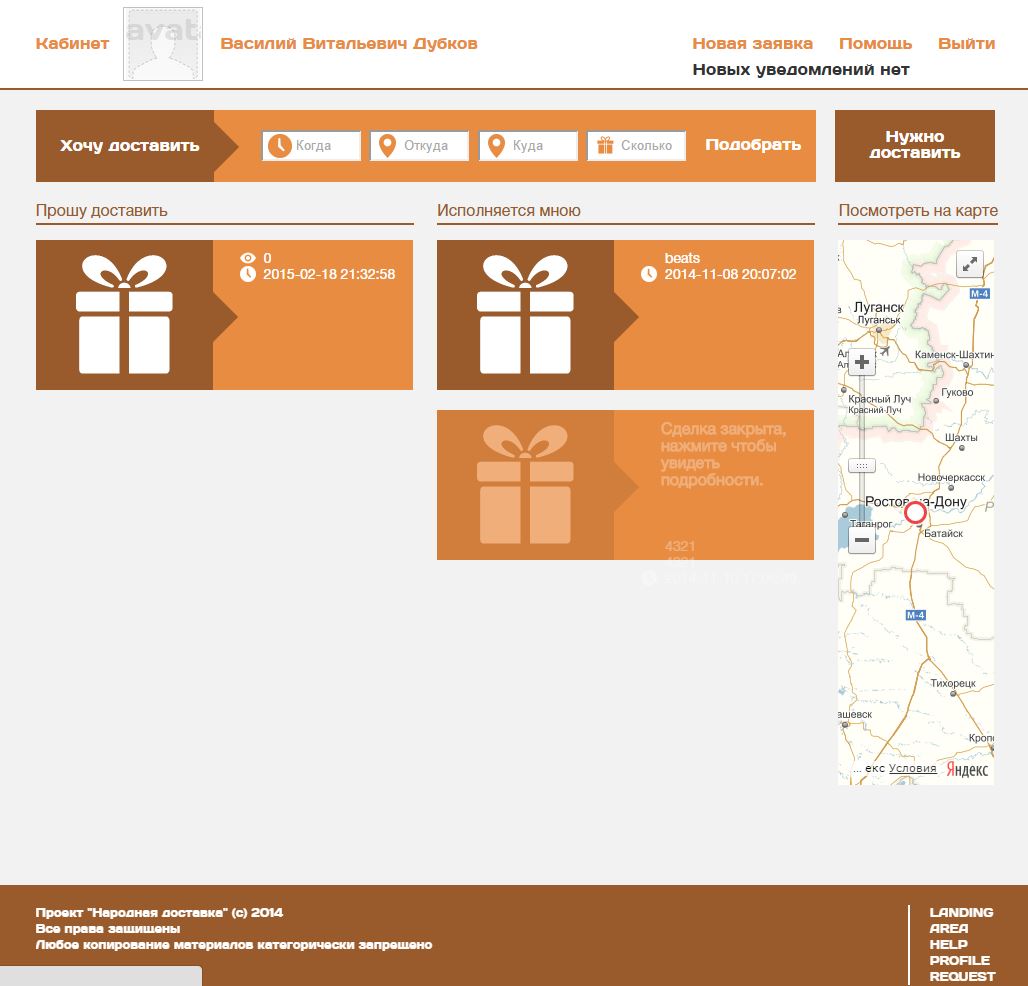 Кабинет
avat
Василий Витальевич Дубков
Новая заявка
Помощь
Выйти
Новых уведомлений нет
Хочу доставить
Когда
Откуда
Куда
Сколько
Подобрать
Нужно
доставить
Прошу доставить
Исполняется мною
Посмотреть на карте
0
2015-02-18 21:32:58
beats
2014-11-08 20:07:02
Сделка закрыта,
нажмите чтобы
увидеть
подробности.
4321
4321
M-4
Луганск
Луганськ
Каменск-Шахтин
Красный Луч
Красний Луч
Гуково
Шахты
Новочеркасск
Ростов-на-Дону
Таганрог
Батайск
M-4
Тихорецк
ашевск
Кропо
... екс Условия
Яндекс
Проект "Народная доставка" (c) 2014
Все права защищены
Любое копирование материалов категорически запрещено
LANDING
AREA
HELP
PROFILE
REQUEST